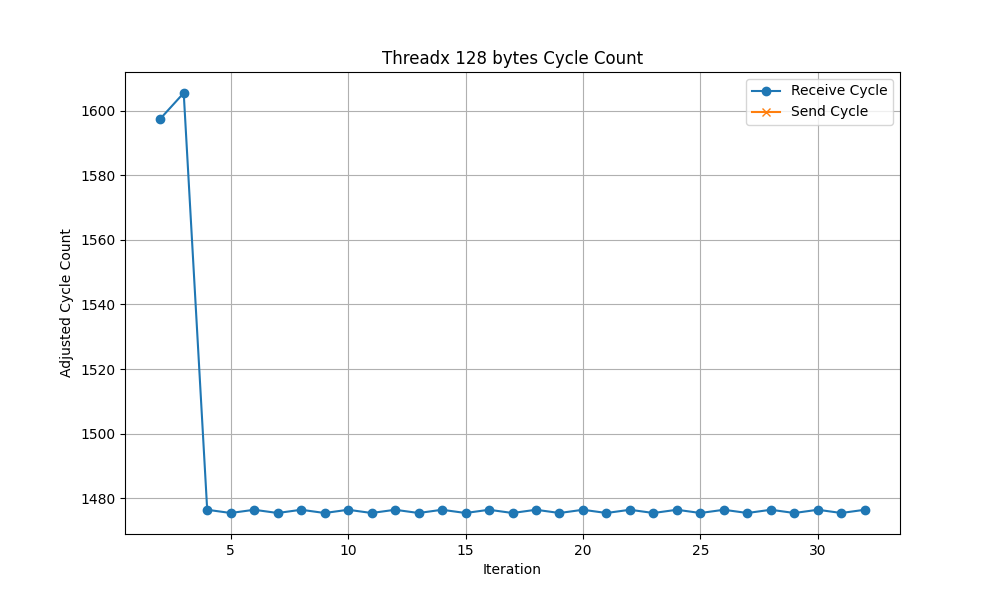 Threadx 128 bytes Cycle Count
Receive Cycle
Send Cycle
1600
1580
1560
1540
1520
1500
1480
Adjusted Cycle Count
5 10 15 20 25 30
Iteration